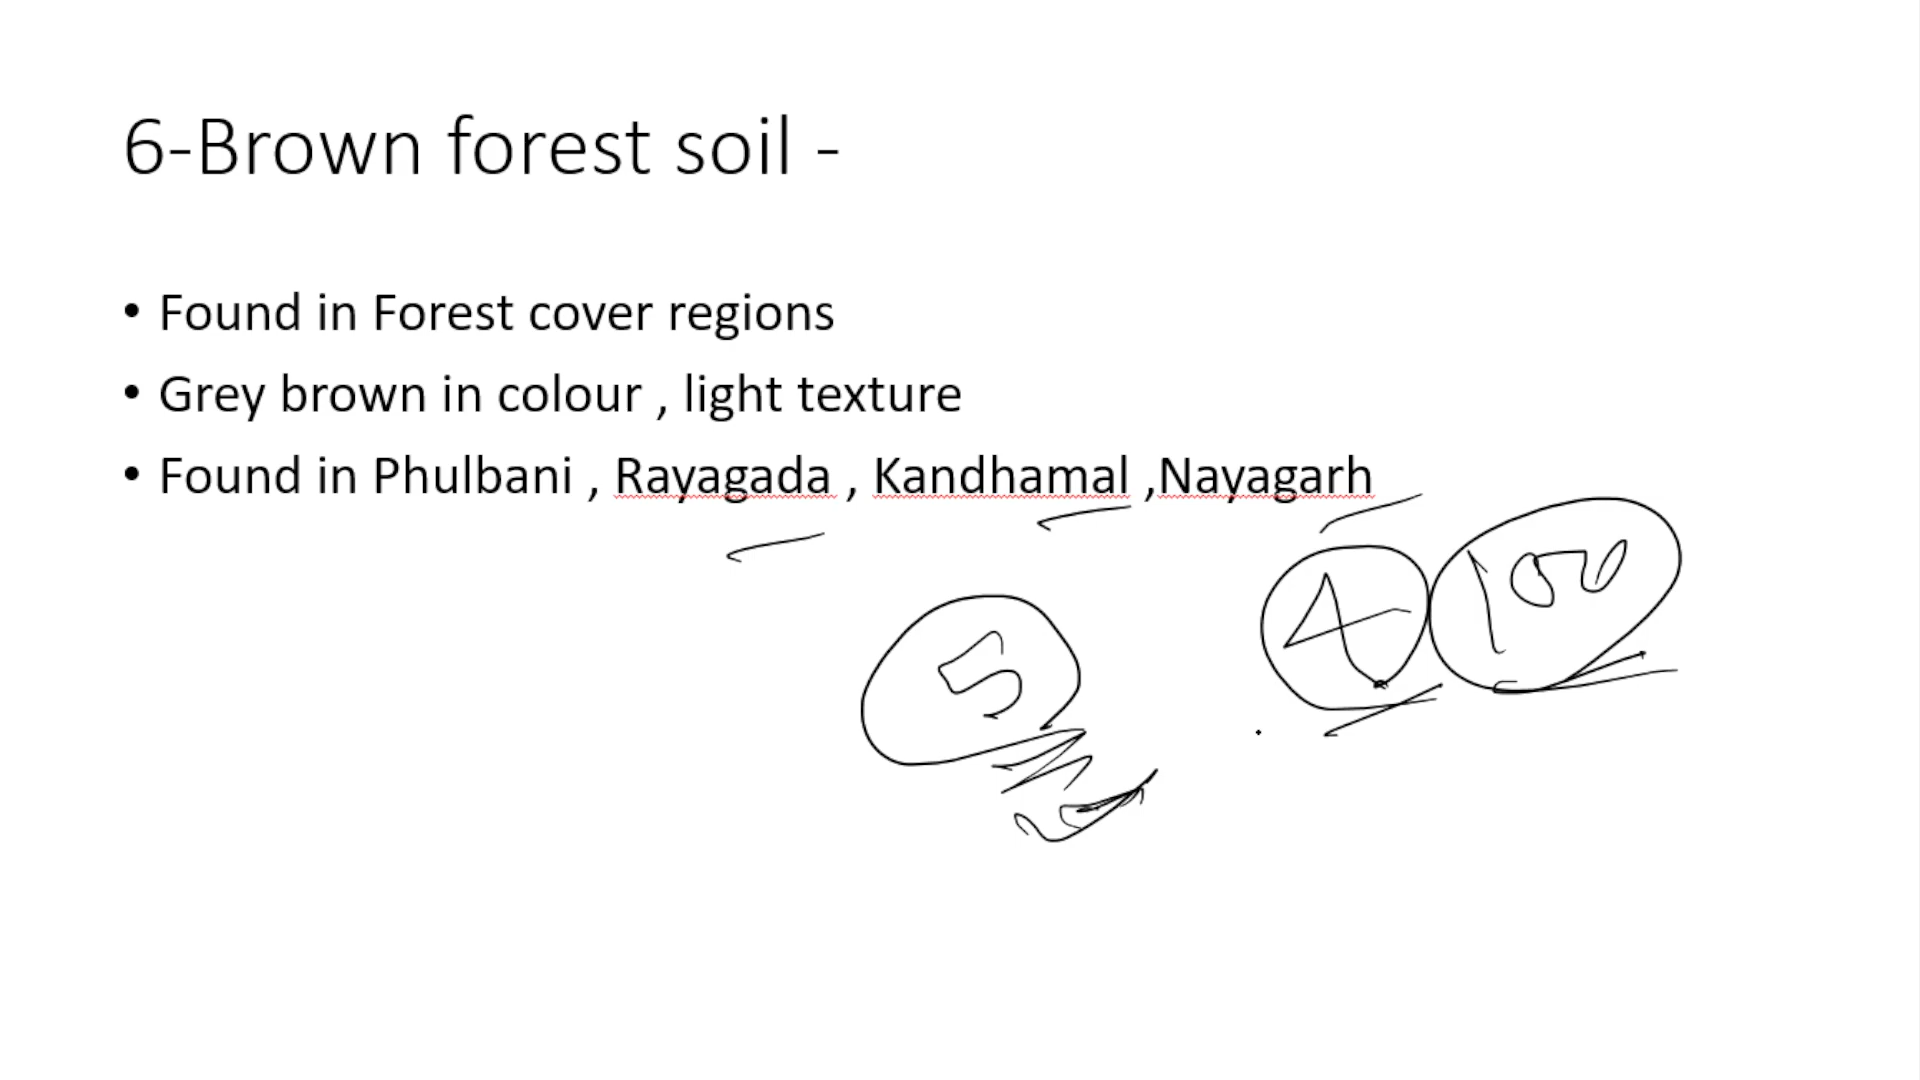 6-Brown forest soil -
• Found in Forest cover regions
• Grey brown in colour , light texture
• Found in Phulbani , Rayagada , Kandhamal ,Nayagarh
4 100
5